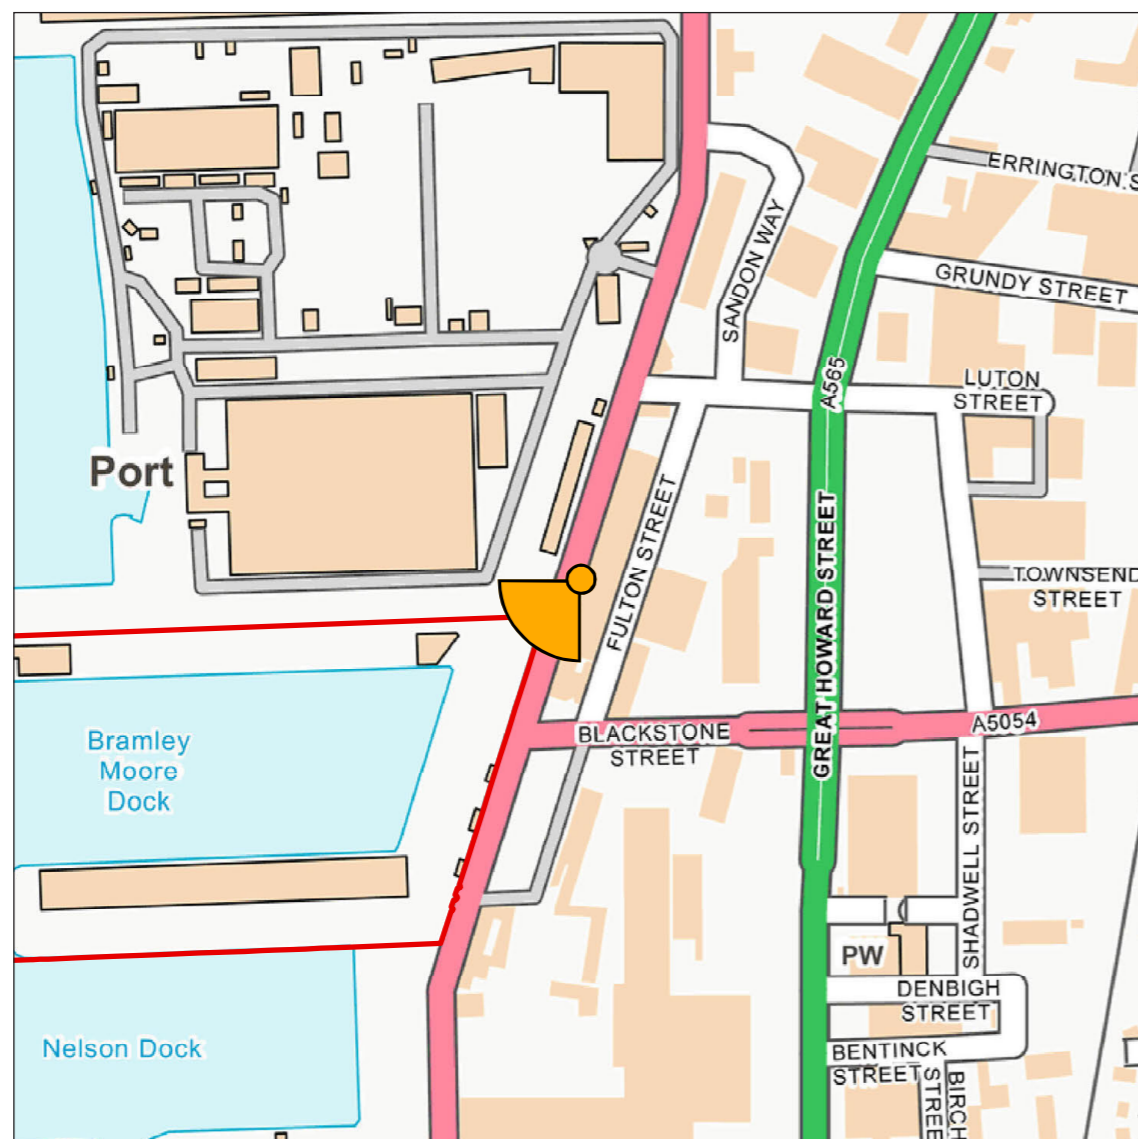 ERRINGTON S
SANDON WAY
GRUNDY STREET
A565
LUTON
STREET
Port
FULTON STREET
GREAT HOWARD STREET
TOWNSEND
STREET
Bramley
Moore
Dock
BLACKSTONE
STREET
A5054
SHADWELL STREET
PW
DENBIGH
STREET
Nelson Dock
BENTINCK
STREET
BIRCH
STREE